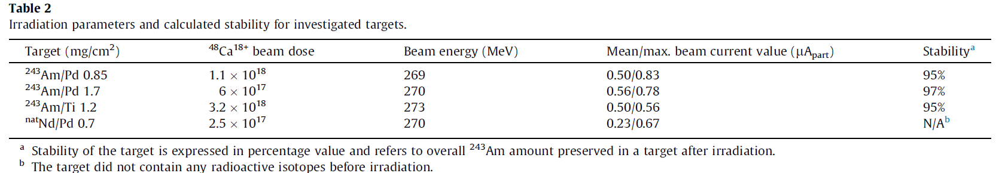 Table 2
Irradiation parameters and calculated stability for investigated targets.
Target (mg/cm²) ⁴⁸Ca¹⁸⁺ beam dose Beam energy (MeV) Mean/max. beam current value (μA_part) Stabilityᵃ
²⁴³Am/Pd 0.85 1.1 × 10¹⁸ 269 0.50/0.83 95%
²⁴³Am/Pd 1.7 6 × 10¹⁷ 270 0.56/0.78 97%
²⁴³Am/Ti 1.2 3.2 × 10¹⁸ 273 0.50/0.56 95%
ⁿᵃᵗNd/Pd 0.7 2.5 × 10¹⁷ 270 0.23/0.67 N/Aᵇ
ᵃ Stability of the target is expressed in percentage value and refers to overall ²⁴³Am amount preserved in a target after irradiation.
ᵇ The target did not contain any radioactive isotopes before irradiation.